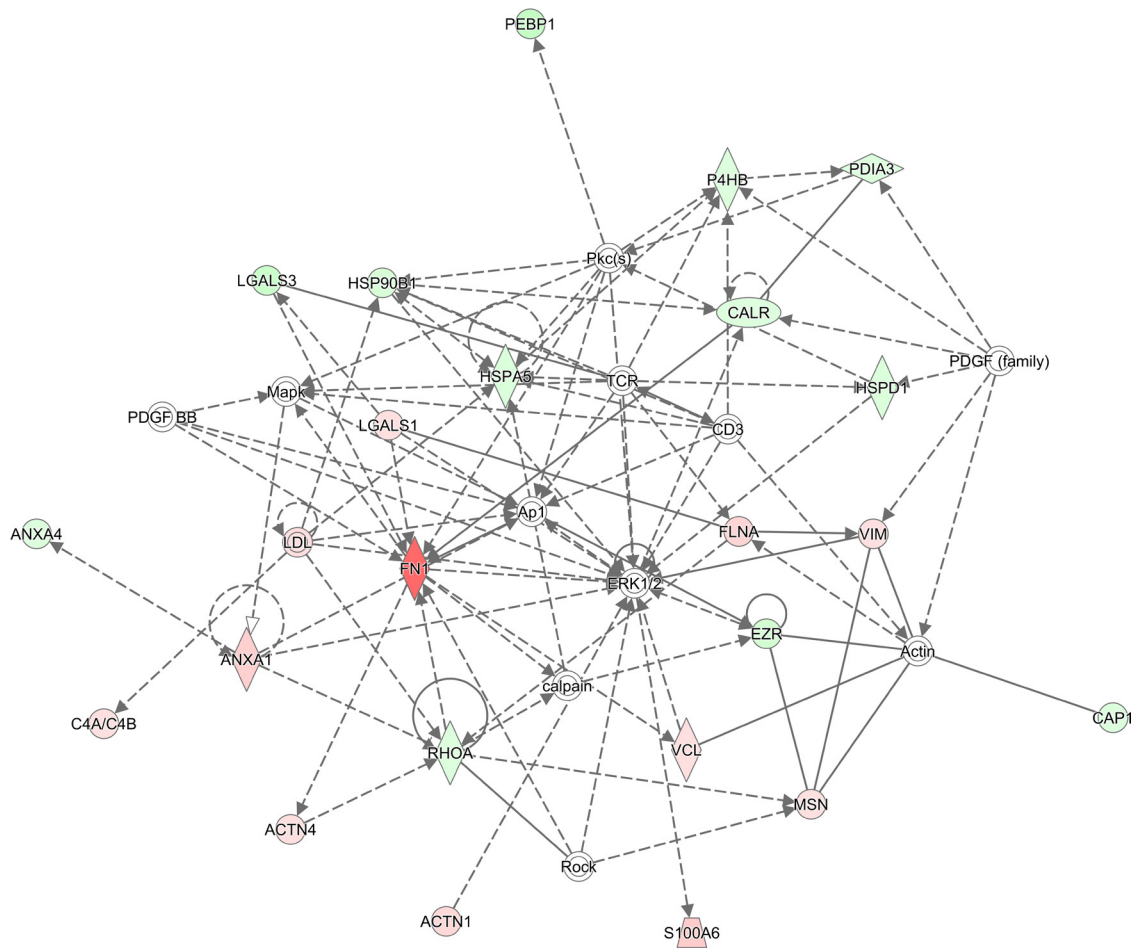 PEBP1
P4HB
PDIA3
Pkc(s)
LGALS3
HSP90B1
CALR
PDGF (family)
HSPA5
TCR
HSPD1
Mapk
PDGF BB
LGALS1
CD3
Ap1
ANXA4
LDL
FLNA
VIM
FN1
ERK1/2
EZR
Actin
ANXA1
calpain
C4A/C4B
CAP1
RHOA
VCL
MSN
ACTN4
Rock
ACTN1
S100A6